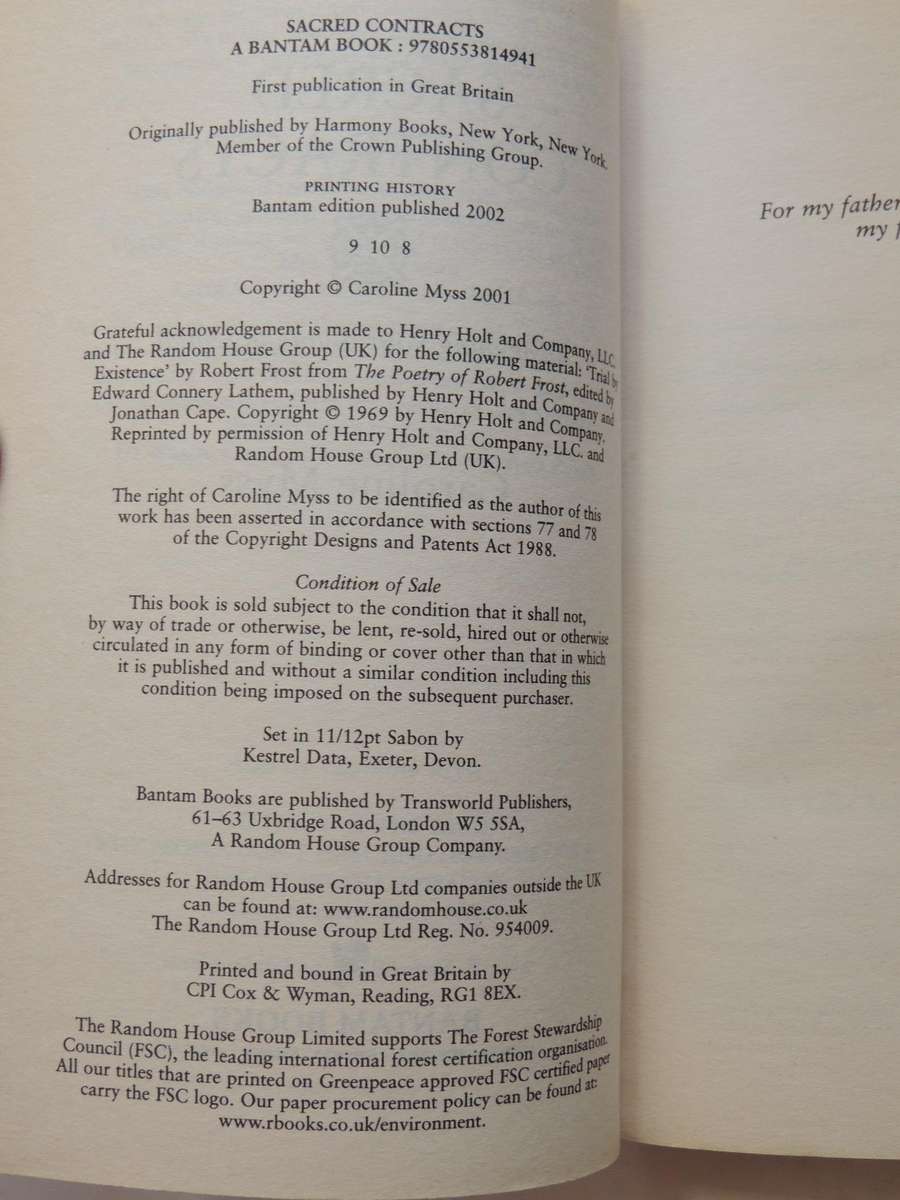 SACRED CONTRACTS
A BANTAM BOOK : 9780553814941
First publication in Great Britain
Originally published by Harmony Books, New York, New York.
Member of the Crown Publishing Group.
PRINTING HISTORY
Bantam edition published 2002
9 10 8
Copyright © Caroline Myss 2001
Grateful acknowledgement is made to Henry Holt and Company, LLC.
and The Random House Group (UK) for the following material: 'Trial by
Existence' by Robert Frost from The Poetry of Robert Frost, edited by
Edward Connery Lathem, published by Henry Holt and Company and
Jonathan Cape. Copyright © 1969 by Henry Holt and Company.
Reprinted by permission of Henry Holt and Company, LLC. and
Random House Group Ltd (UK).
The right of Caroline Myss to be identified as the author of this
work has been asserted in accordance with sections 77 and 78
of the Copyright Designs and Patents Act 1988.
Condition of Sale
This book is sold subject to the condition that it shall not,
by way of trade or otherwise, be lent, re-sold, hired out or otherwise
circulated in any form of binding or cover other than that in which
it is published and without a similar condition including this
condition being imposed on the subsequent purchaser.
Set in 11/12pt Sabon by
Kestrel Data, Exeter, Devon.
Bantam Books are published by Transworld Publishers,
61–63 Uxbridge Road, London W5 5SA,
A Random House Group Company.
Addresses for Random House Group Ltd companies outside the UK
can be found at: www.randomhouse.co.uk
The Random House Group Ltd Reg. No. 954009.
Printed and bound in Great Britain by
CPI Cox & Wyman, Reading, RG1 8EX.
The Random House Group Limited supports The Forest Stewardship
Council (FSC), the leading international forest certification organisation.
All our titles that are printed on Greenpeace approved FSC certified paper
carry the FSC logo. Our paper procurement policy can be found at:
www.rbooks.co.uk/environment.
For my father
my